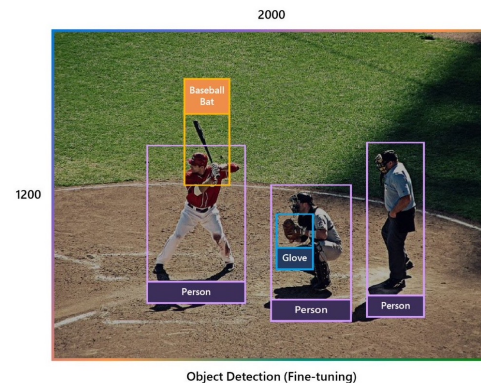 2000
Baseball
Bat
1200
Glove
Person
Person
Person
Object Detection (Fine-tuning)